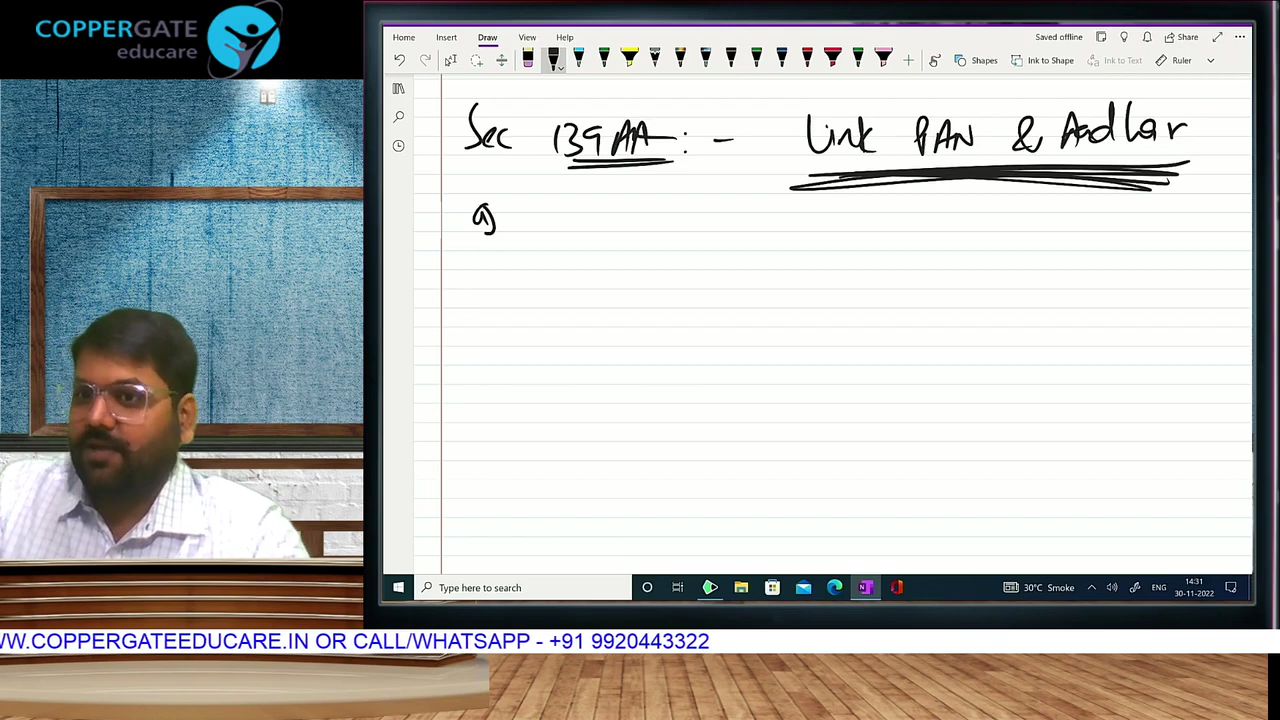 COPPERGATE
educare
Home Insert Draw View Help
Saved offline
Share
Shapes
Ink to Shape
Ink to Text
Ruler
Sec 139AA :- Link PAN & Aadhar
a)
Type here to search
30°C Smoke
ENG
14:31
30-11-2022
WW.COPPERGATEEDUCARE.IN OR CALL/WHATSAPP - +91 9920443322